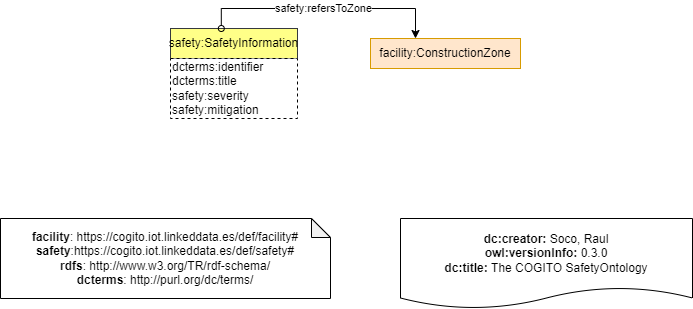 safety:refersToZone
safety:SafetyInformation
facility:ConstructionZone
dcterms:identifier
dcterms:title
safety:severity
safety:mitigation
facility: https://cogito.iot.linkeddata.es/def/facility#
safety:https://cogito.iot.linkeddata.es/def/safety#
rdfs: http://www.w3.org/TR/rdf-schema/
dcterms: http://purl.org/dc/terms/
dc:creator: Soco, Raul
owl:versionInfo: 0.3.0
dc:title: The COGITO SafetyOntology